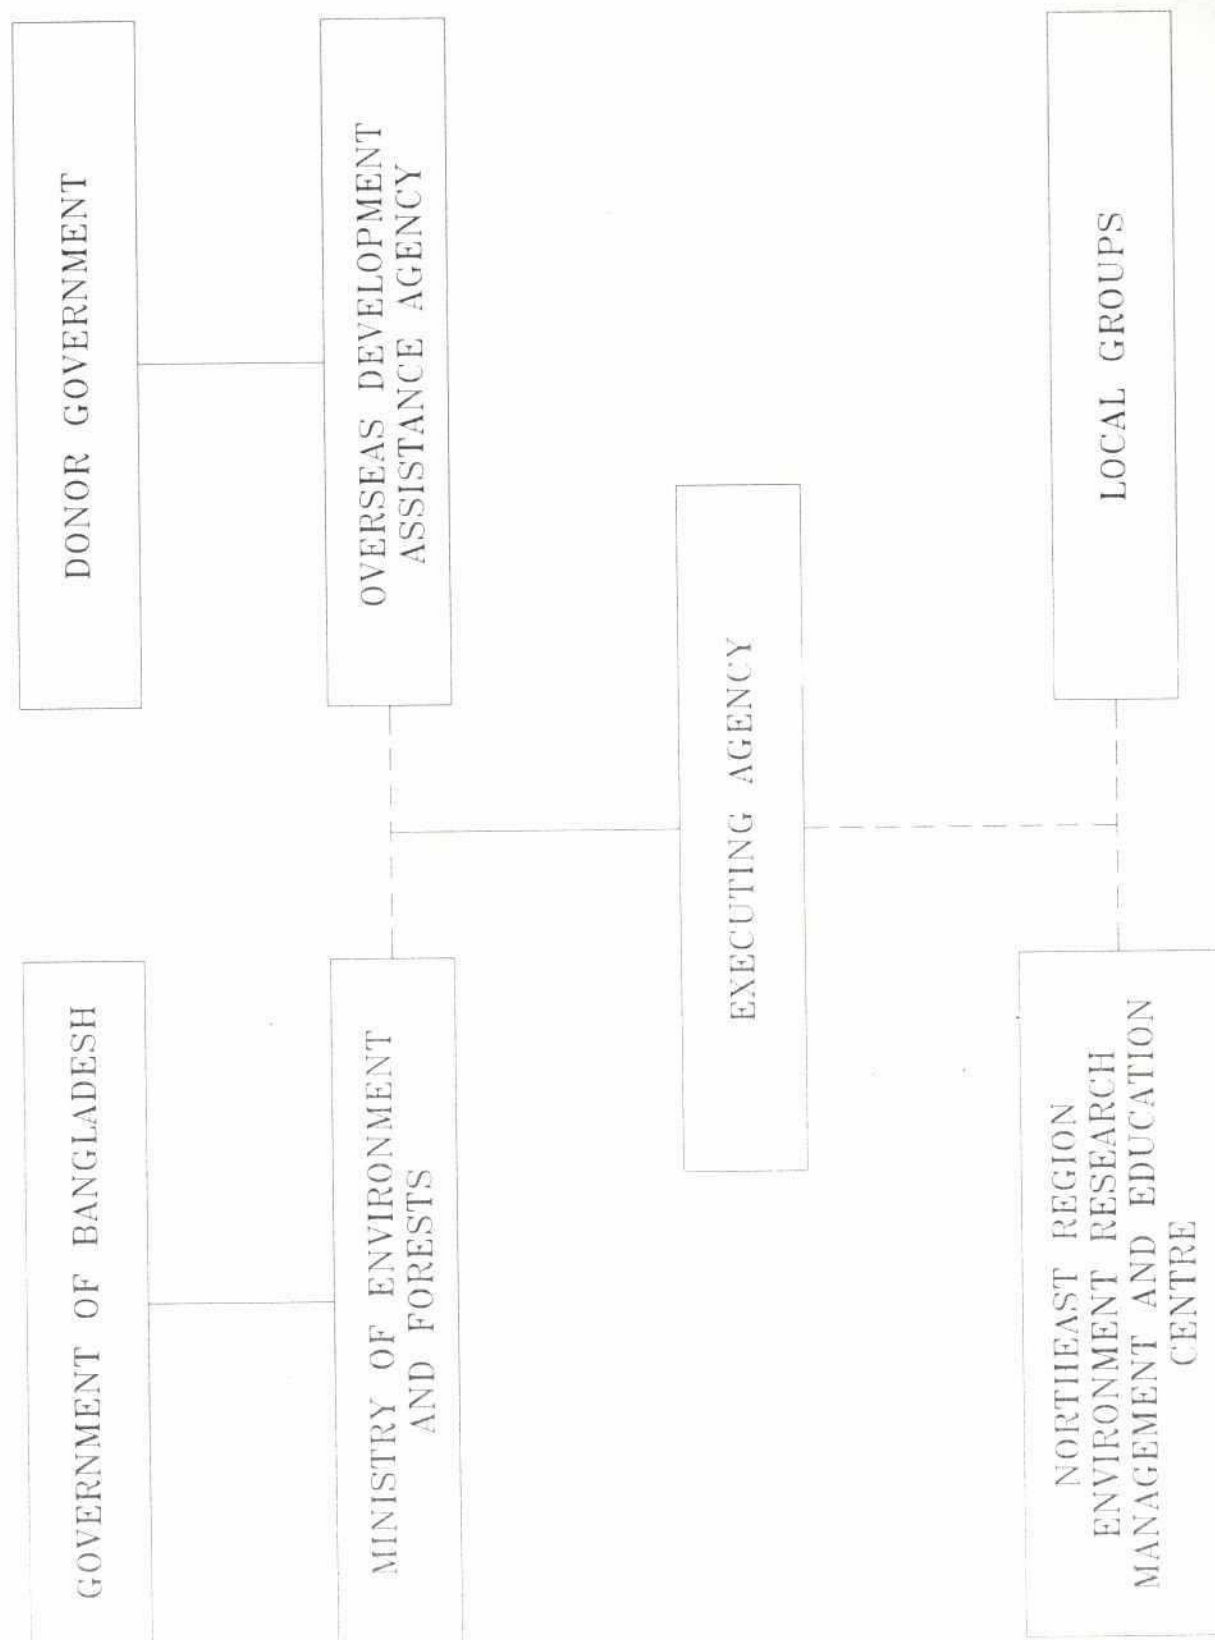 GOVERNMENT OF BANGLADESH
DONOR GOVERNMENT
MINISTRY OF ENVIRONMENT
AND FORESTS
OVERSEAS DEVELOPMENT
ASSISTANCE AGENCY
EXECUTING AGENCY
NORTHEAST REGION
ENVIRONMENT RESEARCH
MANAGEMENT AND EDUCATION
CENTRE
LOCAL GROUPS